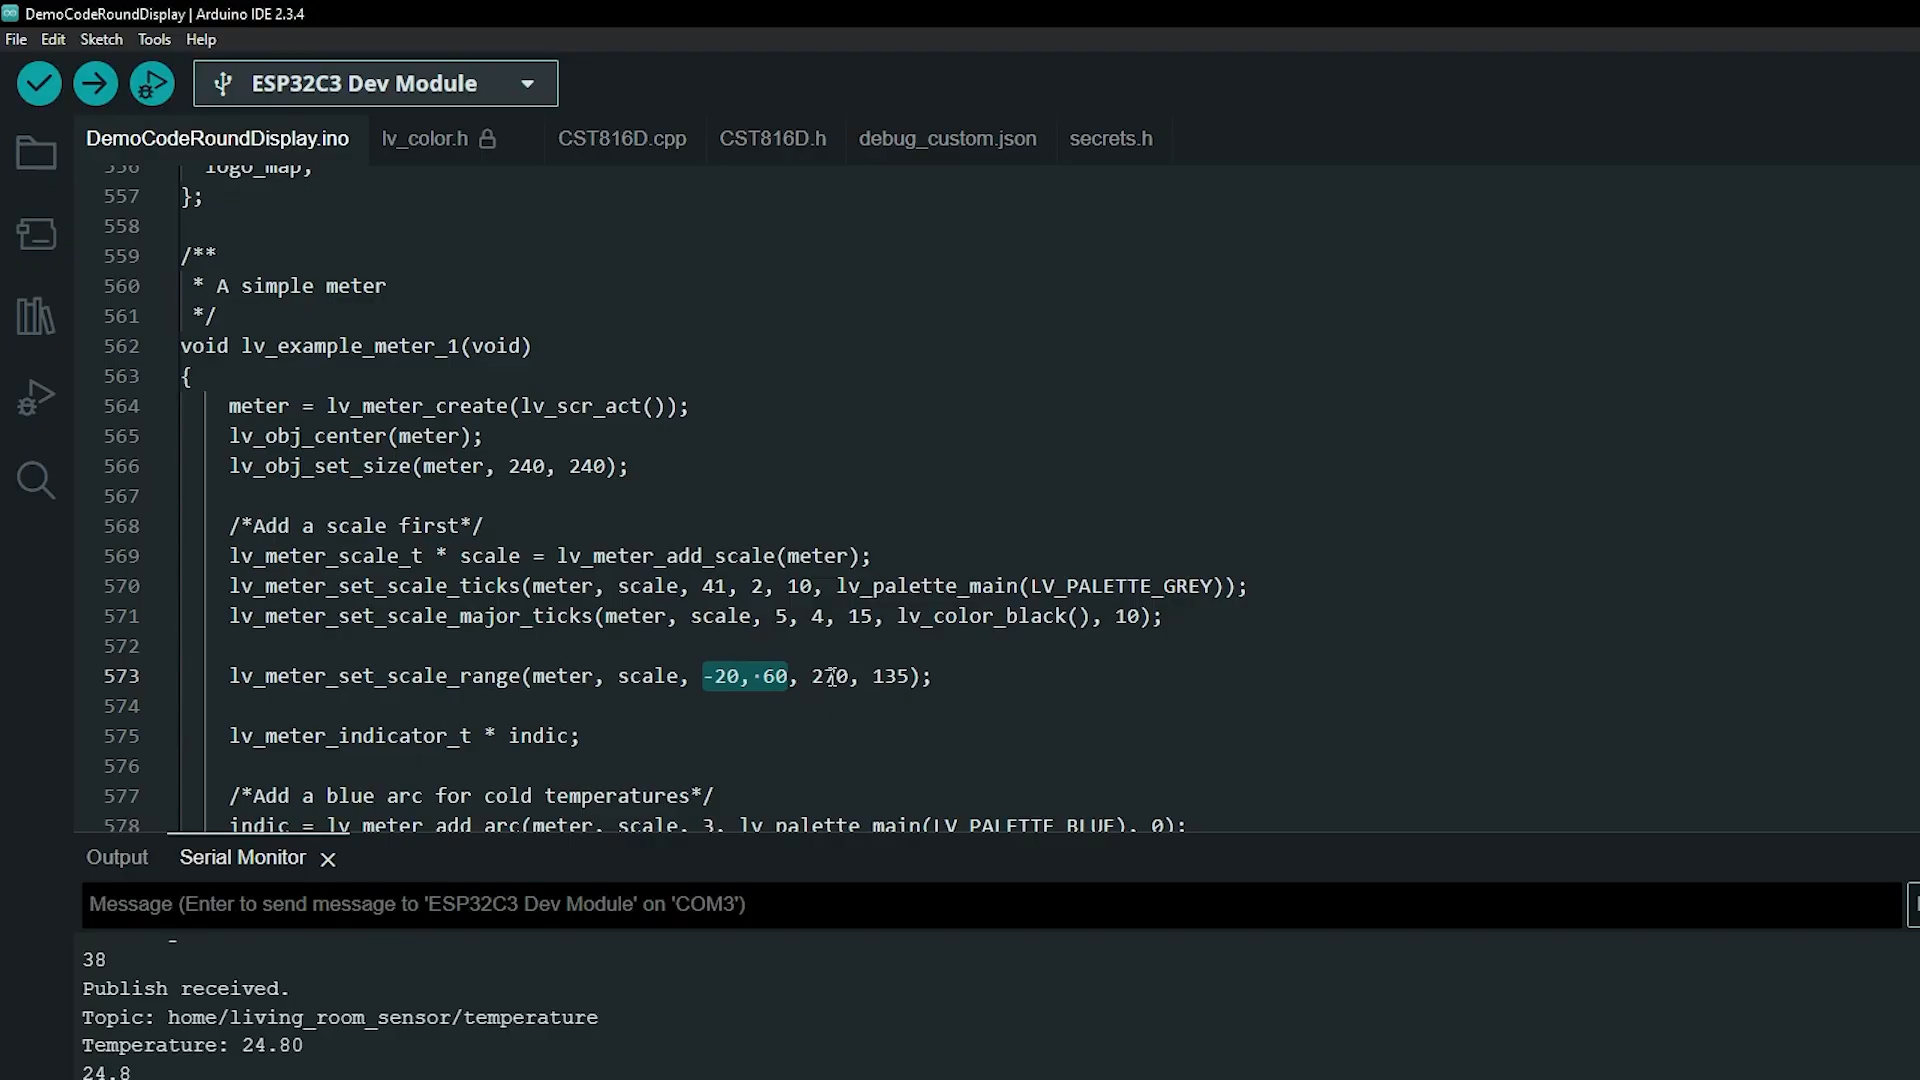 DemoCodeRoundDisplay | Arduino IDE 2.3.4
File Edit Sketch Tools Help
ESP32C3 Dev Module
DemoCodeRoundDisplay.ino lv_color.h CST816D.cpp CST816D.h debug_custom.json secrets.h
556 logo_map,
557 };
558
559 /**
560 * A simple meter
561 */
562 void lv_example_meter_1(void)
563 {
564 meter = lv_meter_create(lv_scr_act());
565 lv_obj_center(meter);
566 lv_obj_set_size(meter, 240, 240);
567
568 /*Add a scale first*/
569 lv_meter_scale_t * scale = lv_meter_add_scale(meter);
570 lv_meter_set_scale_ticks(meter, scale, 41, 2, 10, lv_palette_main(LV_PALETTE_GREY));
571 lv_meter_set_scale_major_ticks(meter, scale, 5, 4, 15, lv_color_black(), 10);
572
573 lv_meter_set_scale_range(meter, scale, -20, 60, 270, 135);
574
575 lv_meter_indicator_t * indic;
576
577 /*Add a blue arc for cold temperatures*/
578 indic = lv_meter_add_arc(meter, scale, 3, lv_palette_main(LV_PALETTE_BLUE), 0);
Output Serial Monitor
Message (Enter to send message to 'ESP32C3 Dev Module' on 'COM3')
38
Publish received.
Topic: home/living_room_sensor/temperature
Temperature: 24.80
24.8